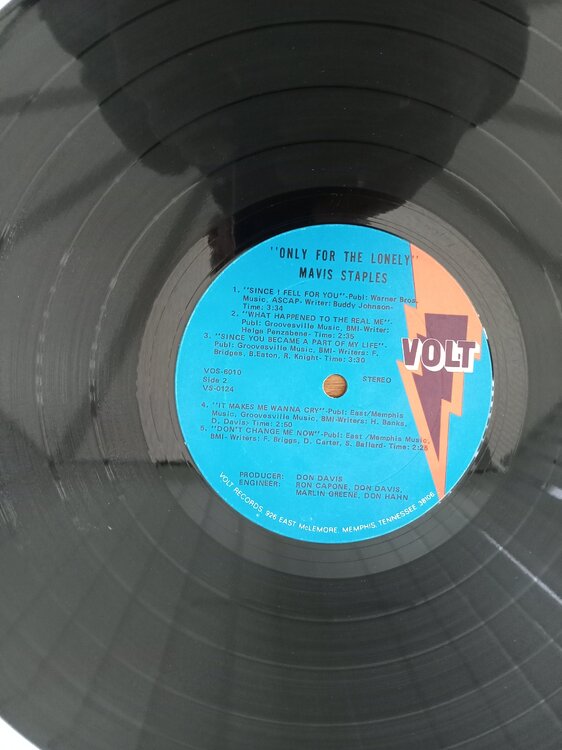 "ONLY FOR THE LONELY"
MAVIS STAPLES
1. "SINCE I FELL FOR YOU"-Publ: Warner Bros.
Music, ASCAP- Writer: Buddy Johnson-
Time: 3:34
2. "WHAT HAPPENED TO THE REAL ME"-
Publ: Groovesville Music, BMI-Writer:
Helga Penzabene- Time: 2:35
3. "SINCE YOU BECAME A PART OF MY LIFE"-
Publ: Groovesville Music, BMI- Writers: F.
Bridges, B.Eaton, R. Knight- Time: 3:30
VOLT
VOS-6010
Side 2
STEREO
VS-0124
4. "IT MAKES ME WANNA CRY"-Publ: East/Memphis
Music, Groovesville Music, BMI-Writers: H. Banks,
D. Davis- Time: 2:50
5. "DON'T CHANGE ME NOW"-Publ: East /Memphis Music,
BMI- Writers: F. Briggs, D. Carter, S. Ballard- Time: 2:25
PRODUCER: DON DAVIS
ENGINEER: RON CAPONE, DON DAVIS,
MARLIN GREENE, DON HAHN
VOLT RECORDS, 926 EAST McLEMORE, MEMPHIS, TENNESSEE 38106